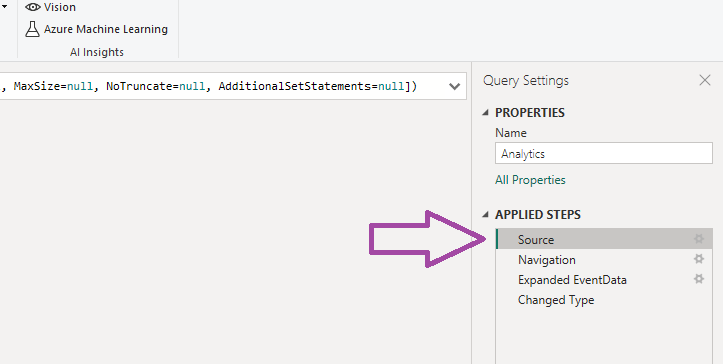 Vision
Azure Machine Learning
AI Insights
, MaxSize=null, NoTruncate=null, AdditionalSetStatements=null])
Query Settings
PROPERTIES
Name
Analytics
All Properties
APPLIED STEPS
Source
Navigation
Expanded EventData
Changed Type